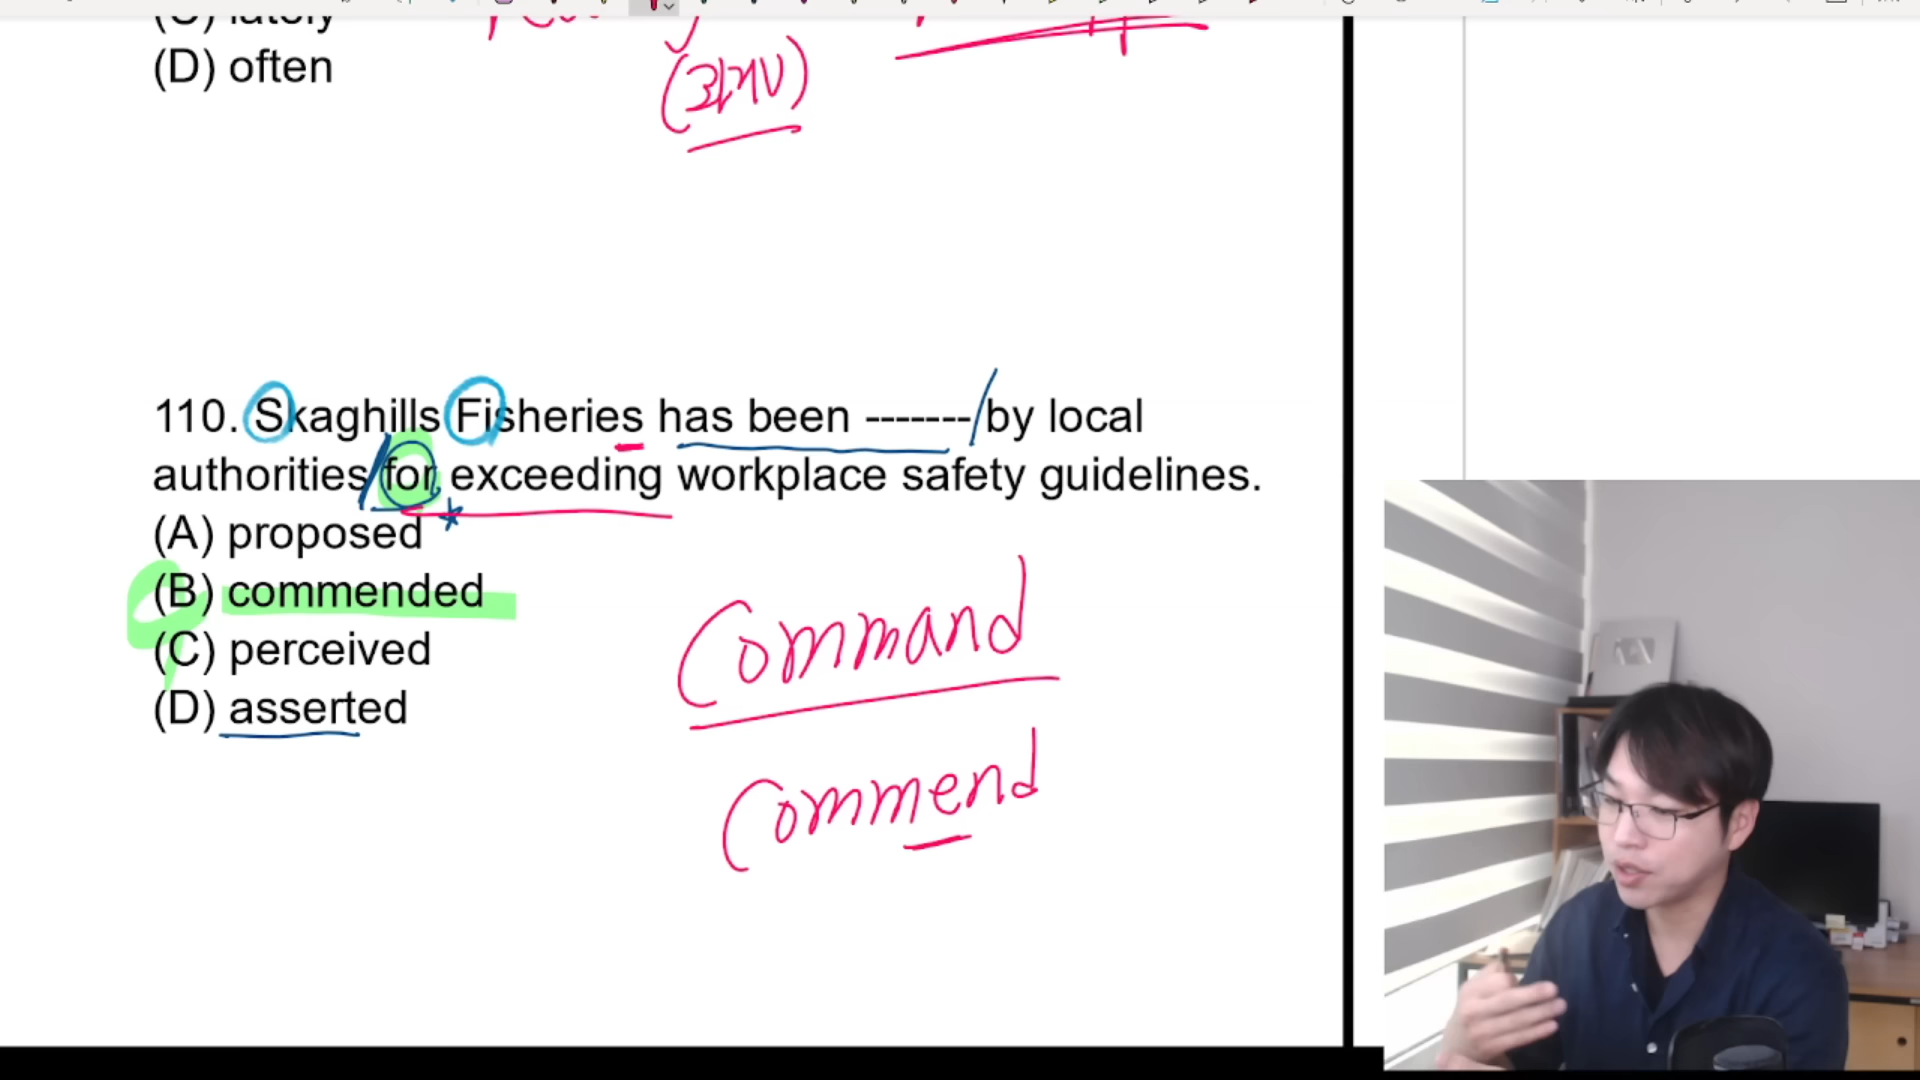 (C) lately
(D) often
(과거V)
110. Skaghills Fisheries has been ------- by local
authorities for exceeding workplace safety guidelines.
(A) proposed
(B) commended
(C) perceived
(D) asserted
Command
Commend